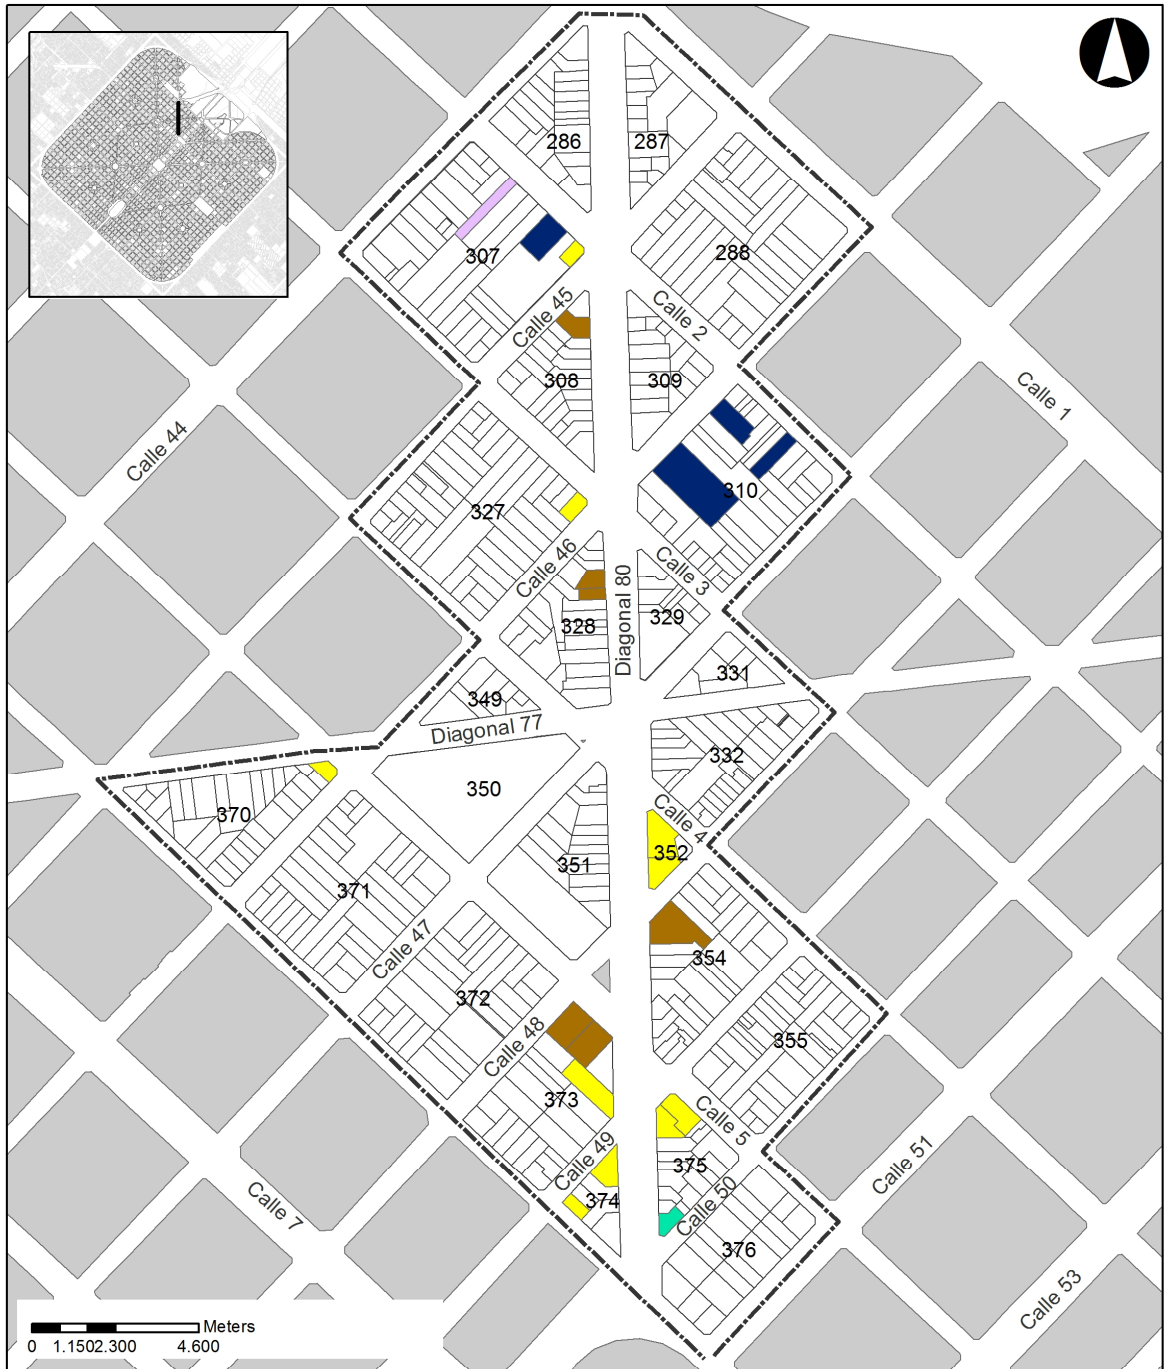 286
287
307
288
Calle 45
Calle 2
308
309
Calle 1
Calle 44
327
310
Calle 46
Calle 3
Diagonal 80
328
329
331
349
Diagonal 77
332
350
370
Calle 4
352
351
371
Calle 47
354
372
Calle 48
355
373
Calle 5
Calle 49
375
Calle 51
374
Calle 50
Calle 7
376
Calle 53
Meters
0 1.150 2.300 4.600